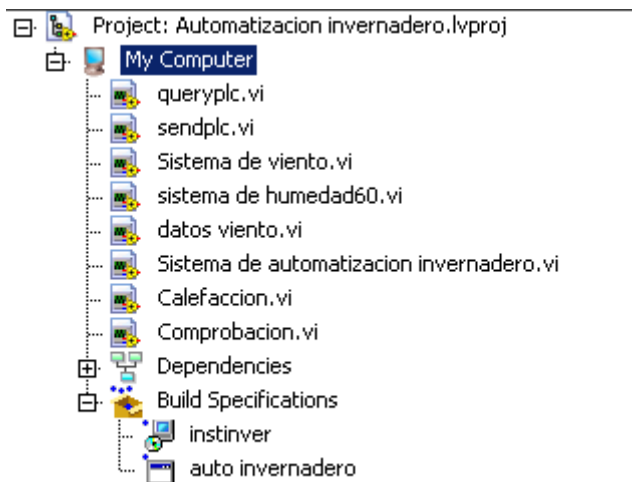 Project: Automatizacion invernadero.lvproj
My Computer
queryplc.vi
sendplc.vi
Sistema de viento.vi
sistema de humedad60.vi
datos viento.vi
Sistema de automatizacion invernadero.vi
Calefaccion.vi
Comprobacion.vi
Dependencies
Build Specifications
instinver
auto invernadero